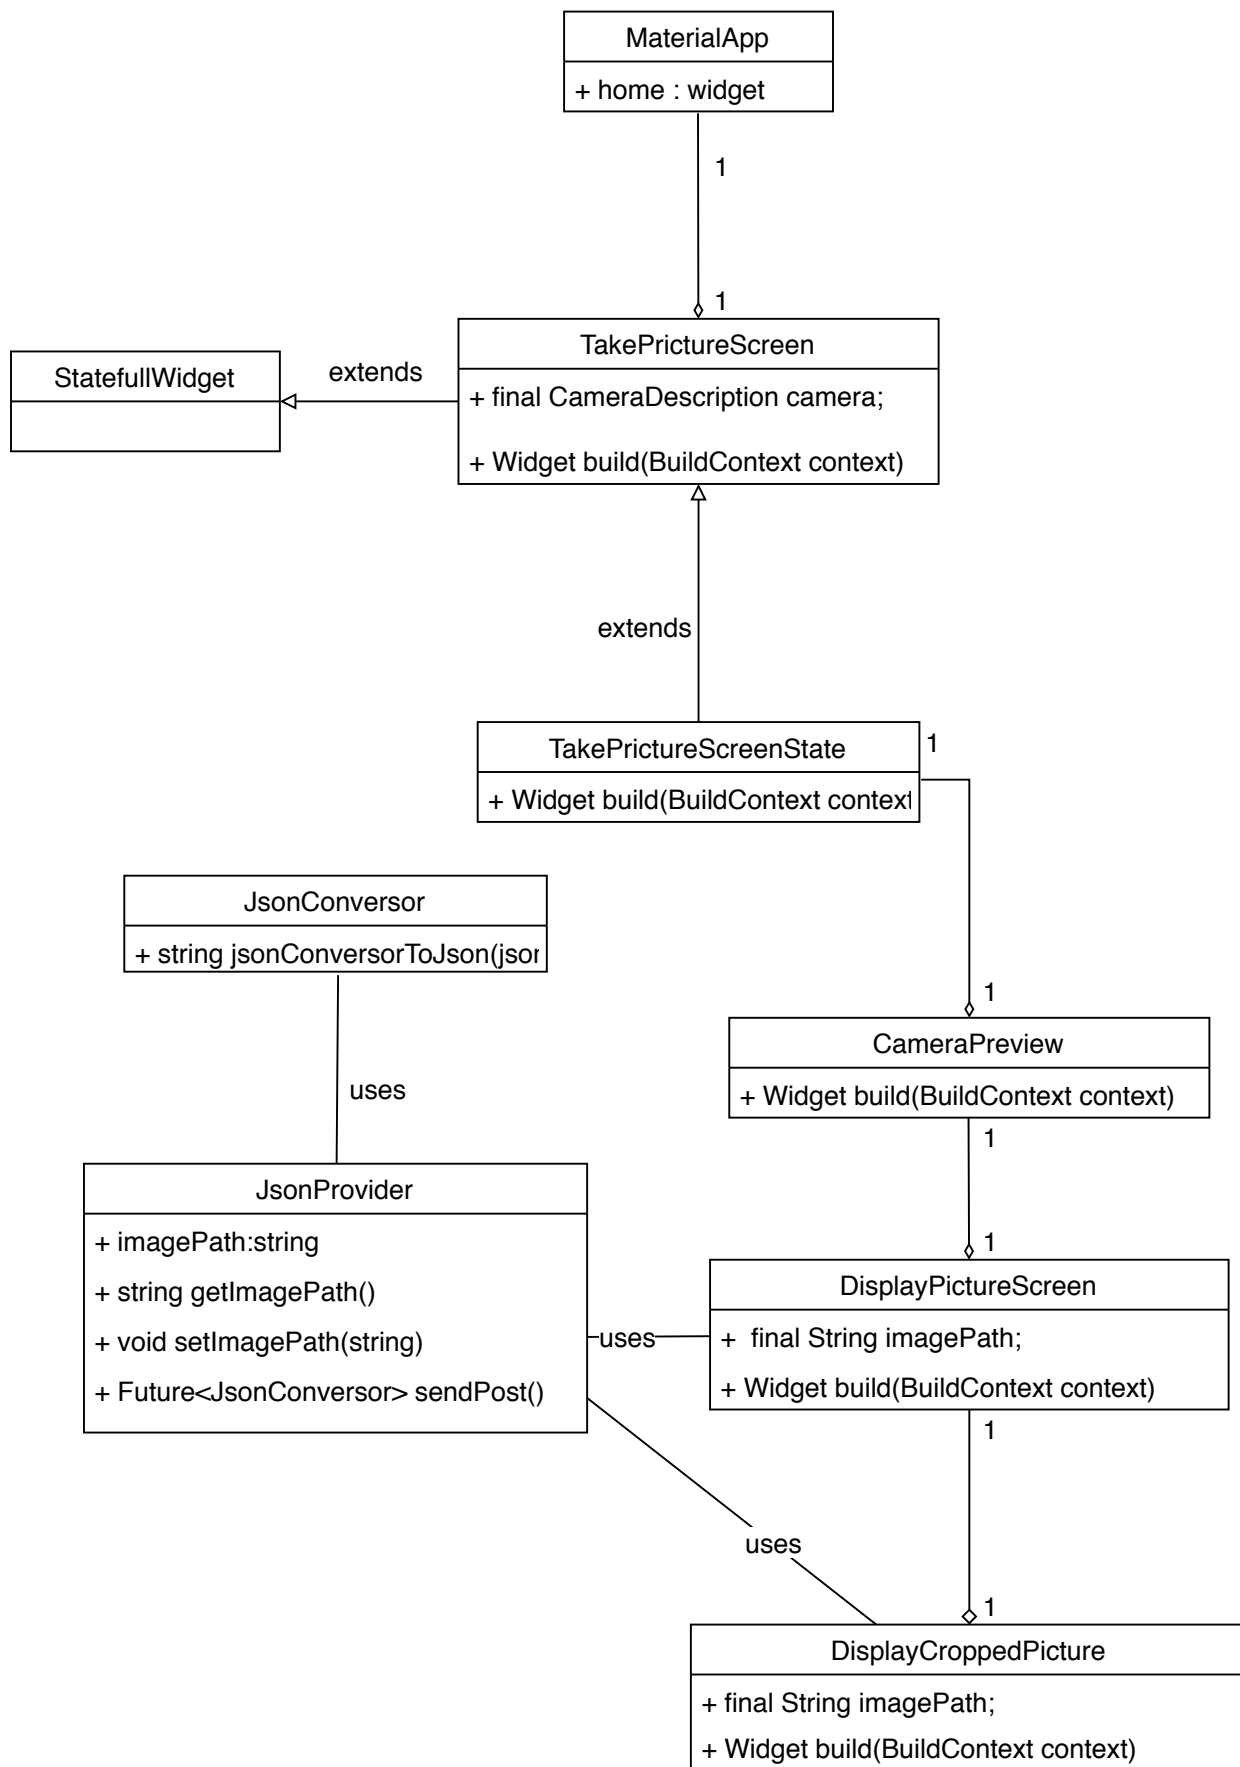 MaterialApp
+ home : widget
1
1
TakePrictureScreen
+ final CameraDescription camera;
+ Widget build(BuildContext context)
StatefullWidget
extends
extends
TakePrictureScreenState
+ Widget build(BuildContext context
1
JsonConversor
+ string jsonConversorToJson(json
uses
1
CameraPreview
+ Widget build(BuildContext context)
1
JsonProvider
+ imagePath:string
+ string getImagePath()
+ void setImagePath(string)
+ Future<JsonConversor> sendPost()
1
DisplayPictureScreen
+ final String imagePath;
+ Widget build(BuildContext context)
uses
1
uses
1
DisplayCroppedPicture
+ final String imagePath;
+ Widget build(BuildContext context)